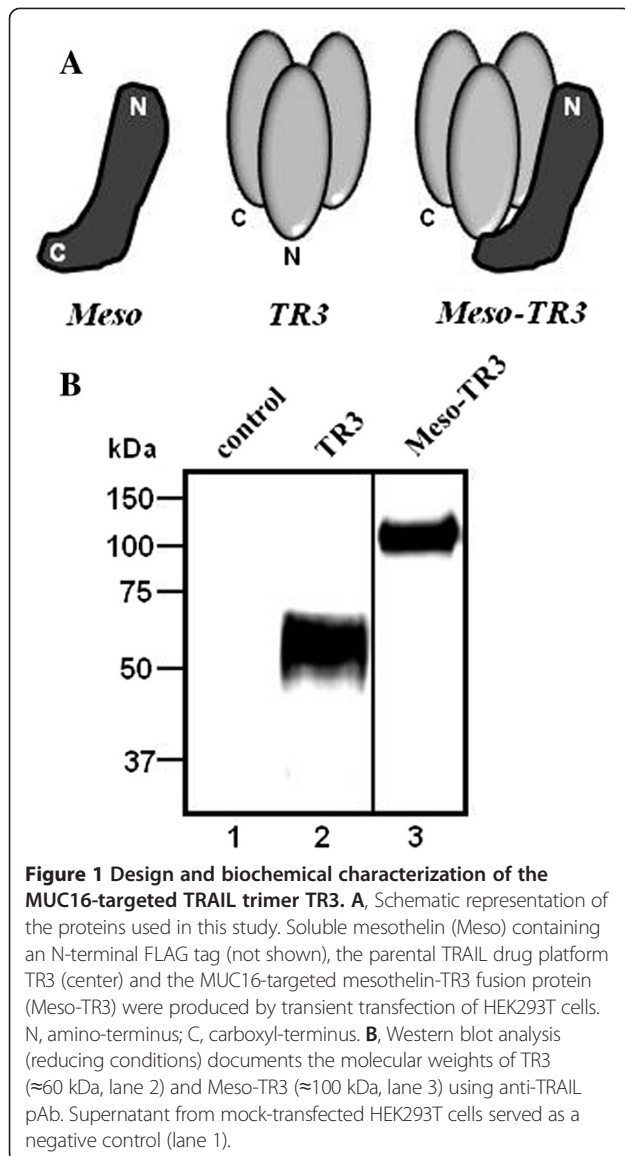 A
N
C
C
N
C
N
Meso
TR3
Meso-TR3
B
kDa
control
TR3
Meso-TR3
150
100
75
50
37
1
2
3
Figure 1 Design and biochemical characterization of the
MUC16-targeted TRAIL trimer TR3. A, Schematic representation of
the proteins used in this study. Soluble mesothelin (Meso) containing
an N-terminal FLAG tag (not shown), the parental TRAIL drug platform
TR3 (center) and the MUC16-targeted mesothelin-TR3 fusion protein
(Meso-TR3) were produced by transient transfection of HEK293T cells.
N, amino-terminus; C, carboxyl-terminus. B, Western blot analysis
(reducing conditions) documents the molecular weights of TR3
(≈60 kDa, lane 2) and Meso-TR3 (≈100 kDa, lane 3) using anti-TRAIL
pAb. Supernatant from mock-transfected HEK293T cells served as a
negative control (lane 1).